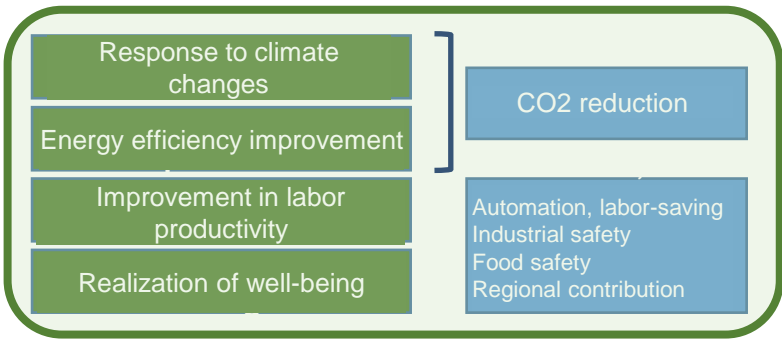 Response to climate
changes
Energy efficiency improvement
Improvement in labor
productivity
Realization of well-being
CO2 reduction
Automation, labor-saving
Industrial safety
Food safety
Regional contribution